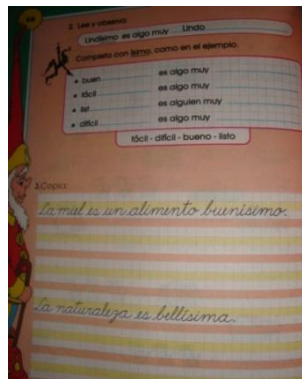 68
2. Lee y observa:
Lindísimo es algo muy Lindo
Completa con ísimo, como en el ejemplo.
• buen es algo muy
• fácil es algo muy
• list es alguien muy
• difícil es algo muy
fácil - difícil - bueno - listo
3. Copia:
La miel es un alimento buenísimo.
La naturaleza es bellísima.